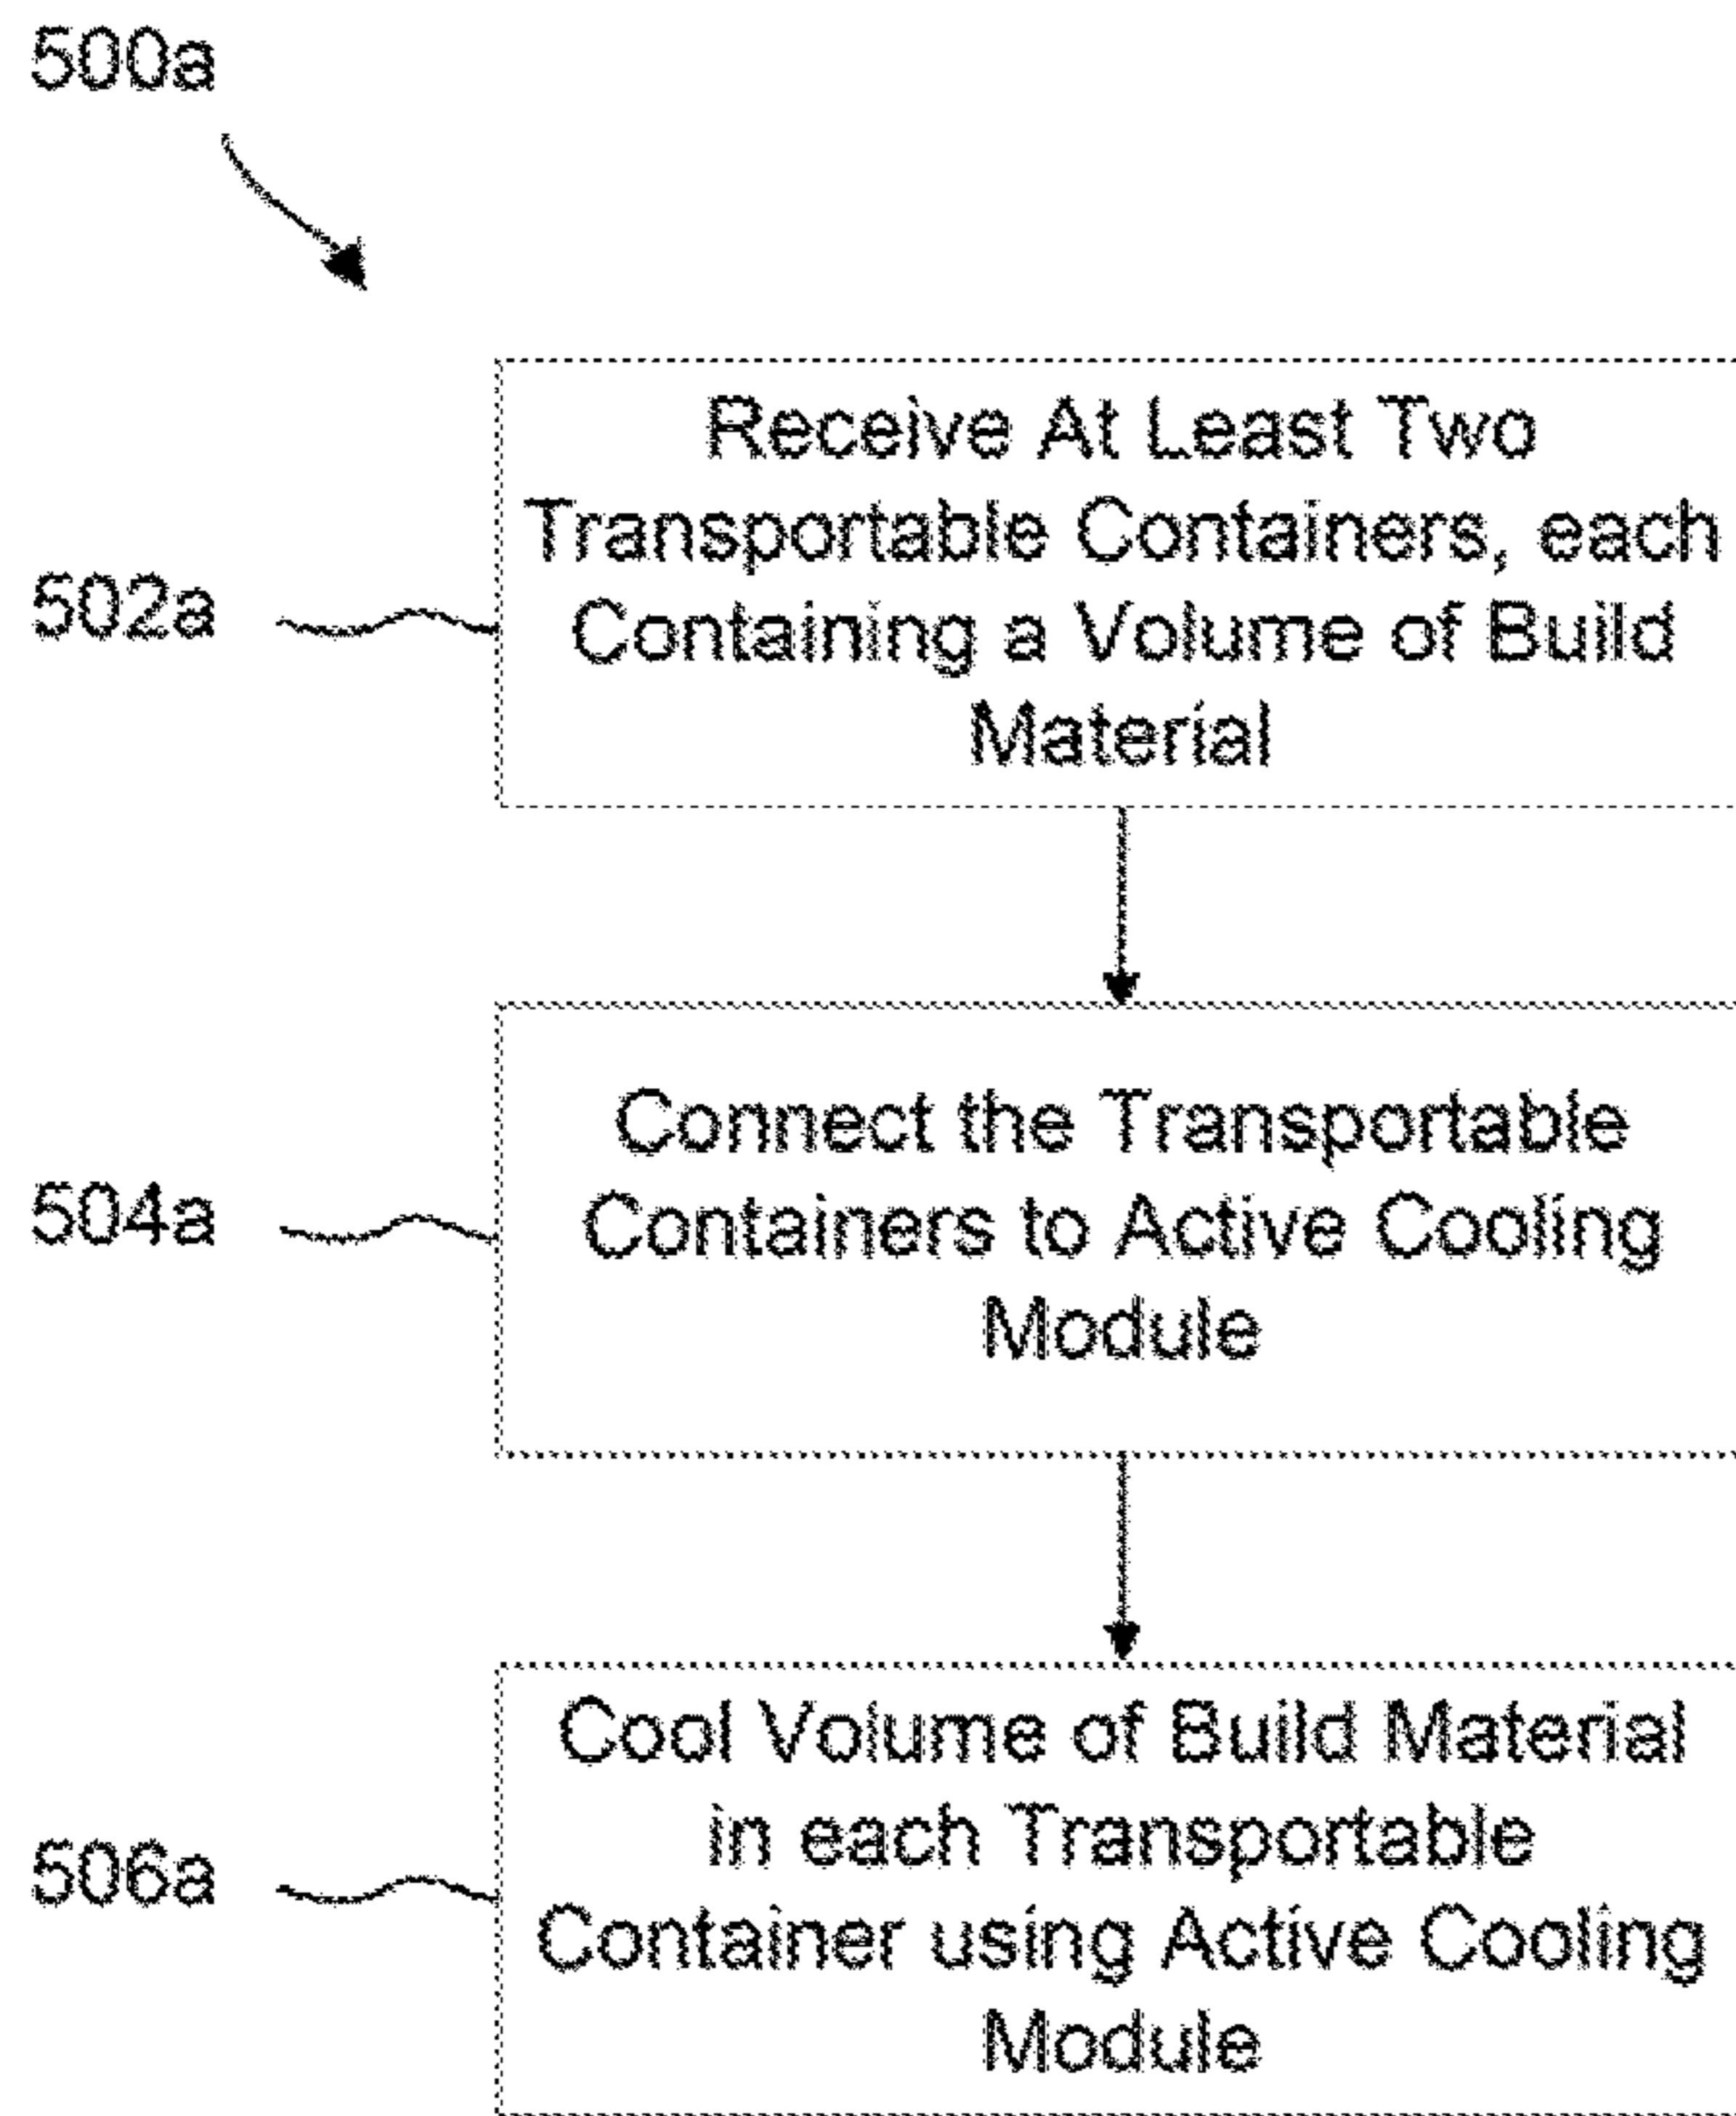 500a
Receive At Least Two
Transportable Containers, each
502a
Containing a Volume of Build
Material
Connect the Transportable
504a
Containers to Active Cooling
Module
Cool Volume of Build Material
in each Transportable
506a
Container using Active Cooling
Module